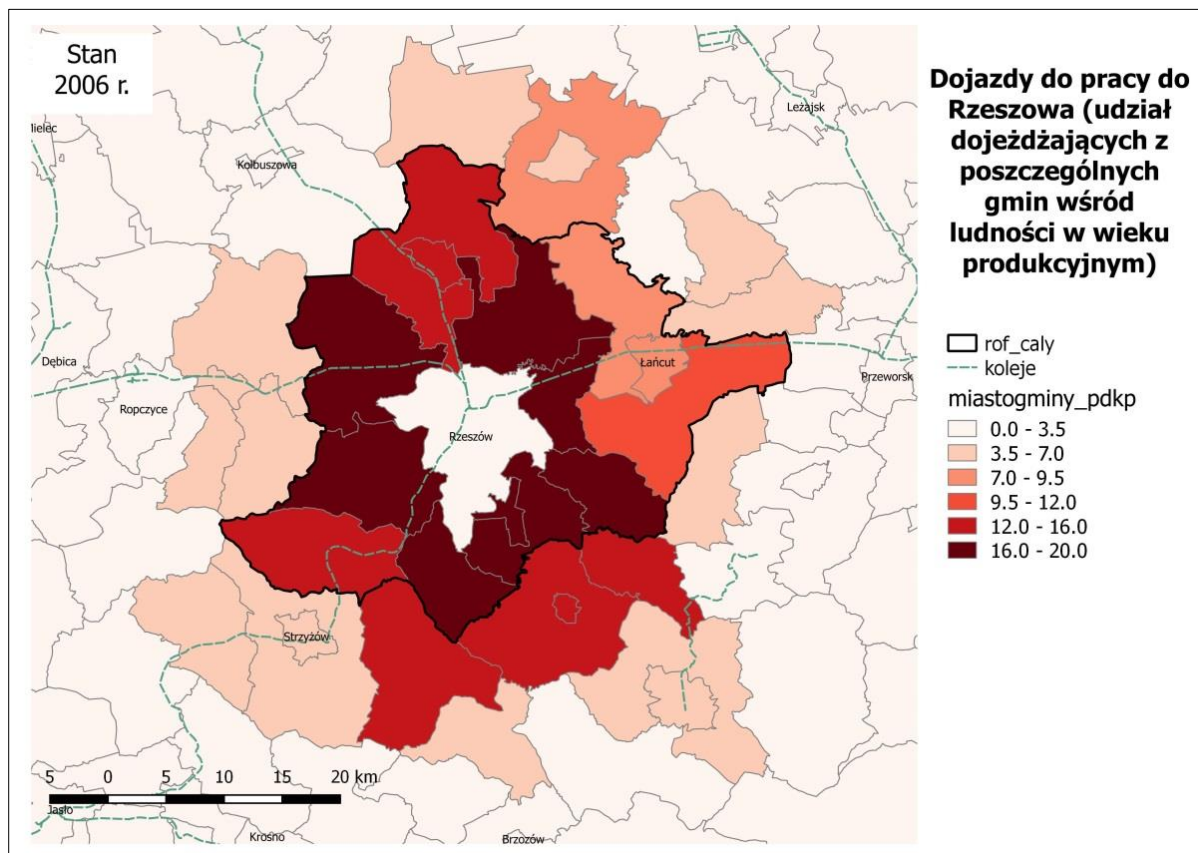 Stan
2006 r.
Dojazdy do pracy do
Rzeszowa (udział
dojeżdżających z
poszczególnych
gmin wśród
ludności w wieku
produkcyjnym)
rof_caly
koleje
miastogminy_pdkp
0.0 - 3.5
3.5 - 7.0
7.0 - 9.5
9.5 - 12.0
12.0 - 16.0
16.0 - 20.0
Leżajsk
Mielec
Kolbuszowa
Dębica
Łańcut
Przeworsk
Ropczyce
Rzeszów
Strzyżów
5 0 5 10 15 20 km
Jasło
Krosno
Brzozów